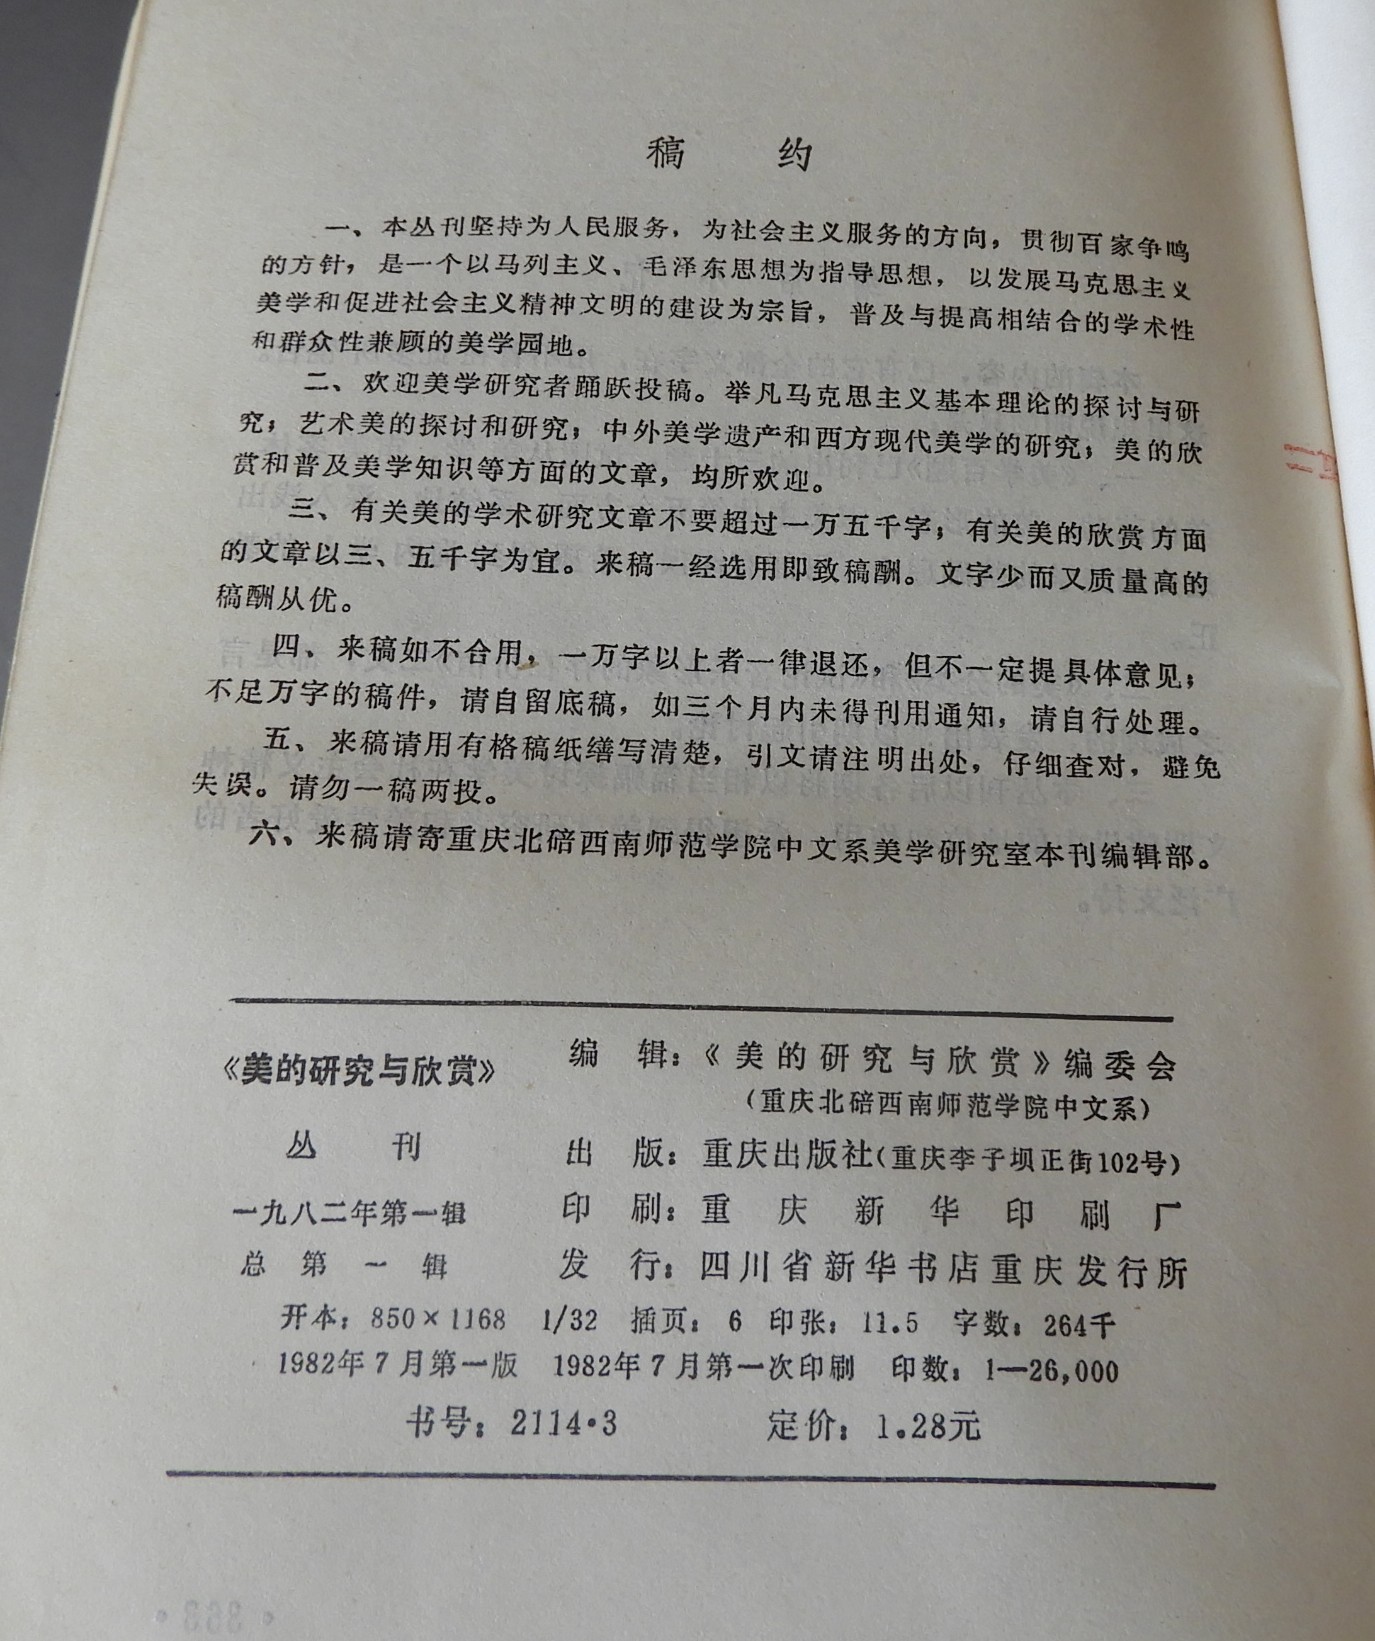 稿 约
一、本丛刊坚持为人民服务，为社会主义服务的方向，贯彻百家争鸣
的方针，是一个以马列主义、毛泽东思想为指导思想，以发展马克思主义
美学和促进社会主义精神文明的建设为宗旨，普及与提高相结合的学术性
和群众性兼顾的美学园地。
二、欢迎美学研究者踊跃投稿。举凡马克思主义基本理论的探讨与研
究；艺术美的探讨和研究；中外美学遗产和西方现代美学的研究；美的欣
赏和普及美学知识等方面的文章，均所欢迎。
三、有关美的学术研究文章不要超过一万五千字；有关美的欣赏方面
的文章以三、五千字为宜。来稿一经选用即致稿酬。文字少而又质量高的
稿酬从优。
四、来稿如不合用，一万字以上者一律退还，但不一定提具体意见；
不足万字的稿件，请自留底稿，如三个月内未得刊用通知，请自行处理。
五、来稿请用有格稿纸缮写清楚，引文请注明出处，仔细查对，避免
失误。请勿一稿两投。
六、来稿请寄重庆北碚西南师范学院中文系美学研究室本刊编辑部。
《美的研究与欣赏》
丛 刊
一九八二年第一辑
总 第 一 辑
编 辑：《美的研究与欣赏》编委会
（重庆北碚西南师范学院中文系）
出 版：重庆出版社（重庆李子坝正街102号）
印 刷：重 庆 新 华 印 刷 厂
发 行：四川省新华书店重庆发行所
开本：850×1168 1/32 插页：6 印张：11.5 字数：264千
1982年7月第一版 1982年7月第一次印刷 印数：1—26,000
书号：2114·3 定价：1.28元